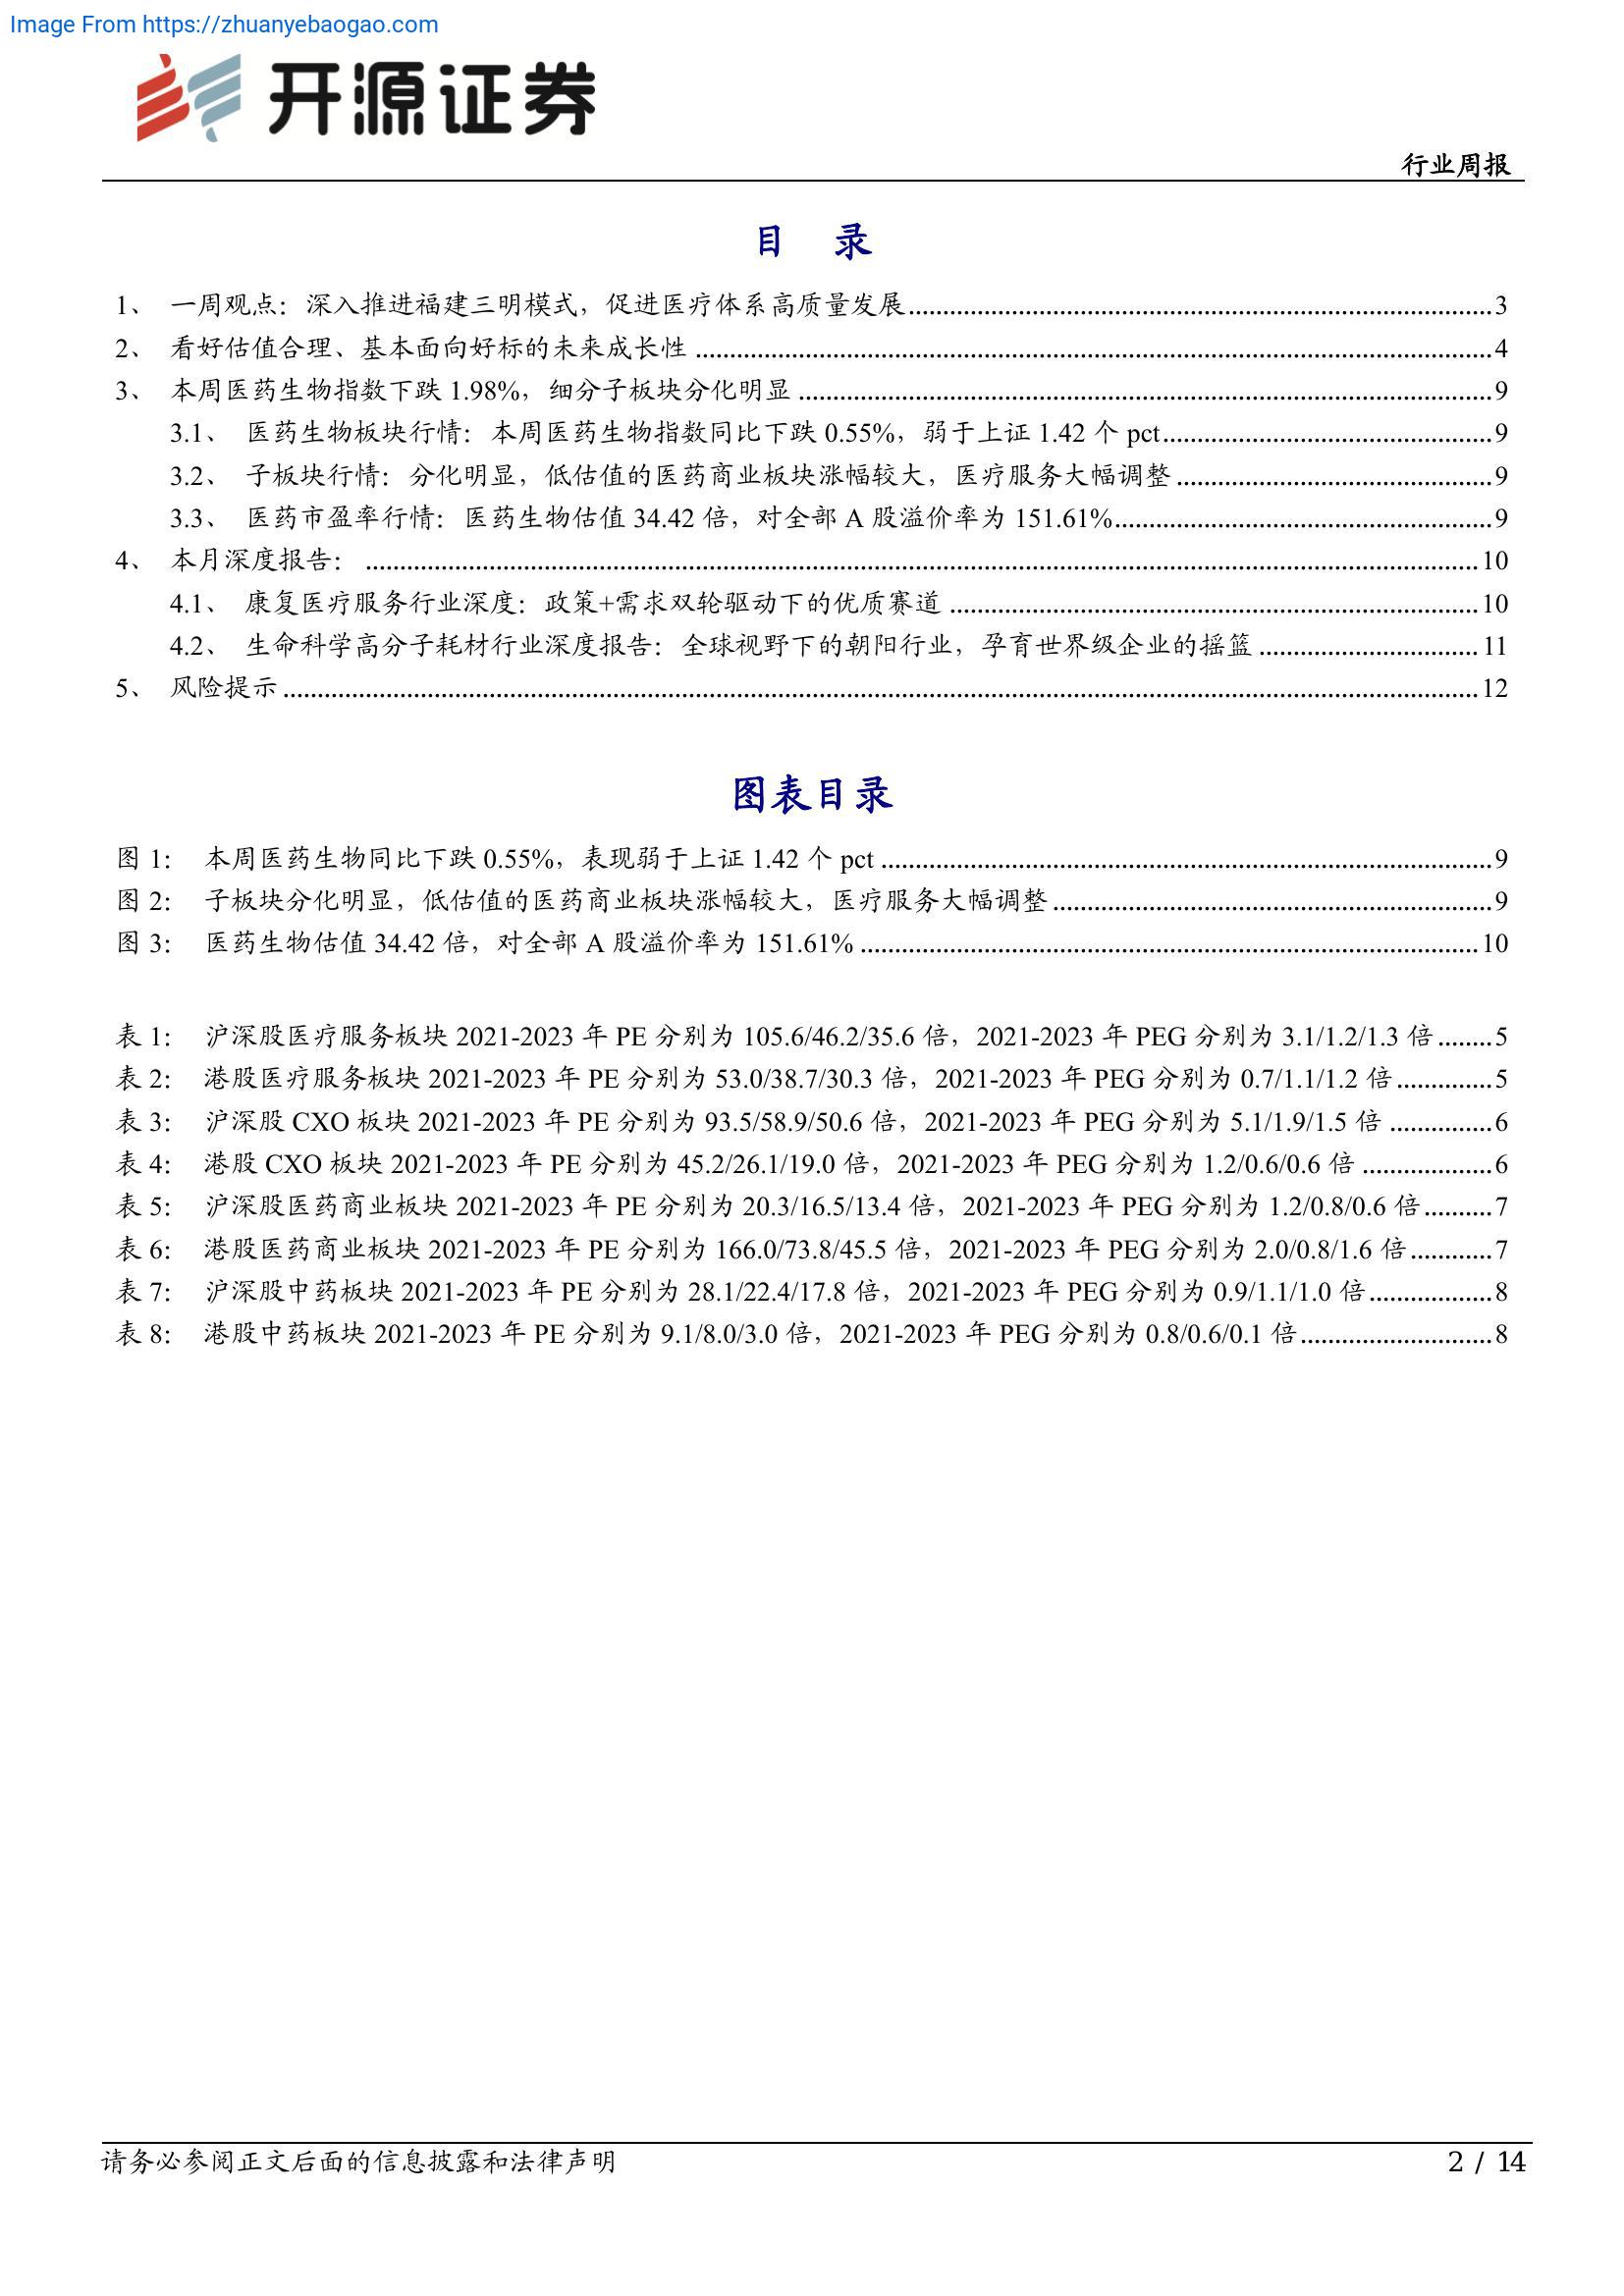 Image From https://zhuanyebaogao.com
开源证券
行业周报
目 录
1、 一周观点：深入推进福建三明模式，促进医疗体系高质量发展 3
2、 看好估值合理、基本面向好标的未来成长性 4
3、 本周医药生物指数下跌 1.98%，细分子板块分化明显 9
3.1、 医药生物板块行情：本周医药生物指数同比下跌 0.55%，弱于上证 1.42 个 pct 9
3.2、 子板块行情：分化明显，低估值的医药商业板块涨幅较大，医疗服务大幅调整 9
3.3、 医药市盈率行情：医药生物估值 34.42 倍，对全部 A 股溢价率为 151.61% 9
4、 本月深度报告： 10
4.1、 康复医疗服务行业深度：政策+需求双轮驱动下的优质赛道 10
4.2、 生命科学高分子耗材行业深度报告：全球视野下的朝阳行业，孕育世界级企业的摇篮 11
5、 风险提示 12
图表目录
图 1： 本周医药生物同比下跌 0.55%，表现弱于上证 1.42 个 pct 9
图 2： 子板块分化明显，低估值的医药商业板块涨幅较大，医疗服务大幅调整 9
图 3： 医药生物估值 34.42 倍，对全部 A 股溢价率为 151.61% 10
表 1： 沪深股医疗服务板块 2021-2023 年 PE 分别为 105.6/46.2/35.6 倍，2021-2023 年 PEG 分别为 3.1/1.2/1.3 倍 5
表 2： 港股医疗服务板块 2021-2023 年 PE 分别为 53.0/38.7/30.3 倍，2021-2023 年 PEG 分别为 0.7/1.1/1.2 倍 5
表 3： 沪深股 CXO 板块 2021-2023 年 PE 分别为 93.5/58.9/50.6 倍，2021-2023 年 PEG 分别为 5.1/1.9/1.5 倍 6
表 4： 港股 CXO 板块 2021-2023 年 PE 分别为 45.2/26.1/19.0 倍，2021-2023 年 PEG 分别为 1.2/0.6/0.6 倍 6
表 5： 沪深股医药商业板块 2021-2023 年 PE 分别为 20.3/16.5/13.4 倍，2021-2023 年 PEG 分别为 1.2/0.8/0.6 倍 7
表 6： 港股医药商业板块 2021-2023 年 PE 分别为 166.0/73.8/45.5 倍，2021-2023 年 PEG 分别为 2.0/0.8/1.6 倍 7
表 7： 沪深股中药板块 2021-2023 年 PE 分别为 28.1/22.4/17.8 倍，2021-2023 年 PEG 分别为 0.9/1.1/1.0 倍 8
表 8： 港股中药板块 2021-2023 年 PE 分别为 9.1/8.0/3.0 倍，2021-2023 年 PEG 分别为 0.8/0.6/0.1 倍 8
请务必参阅正文后面的信息披露和法律声明
2 / 14